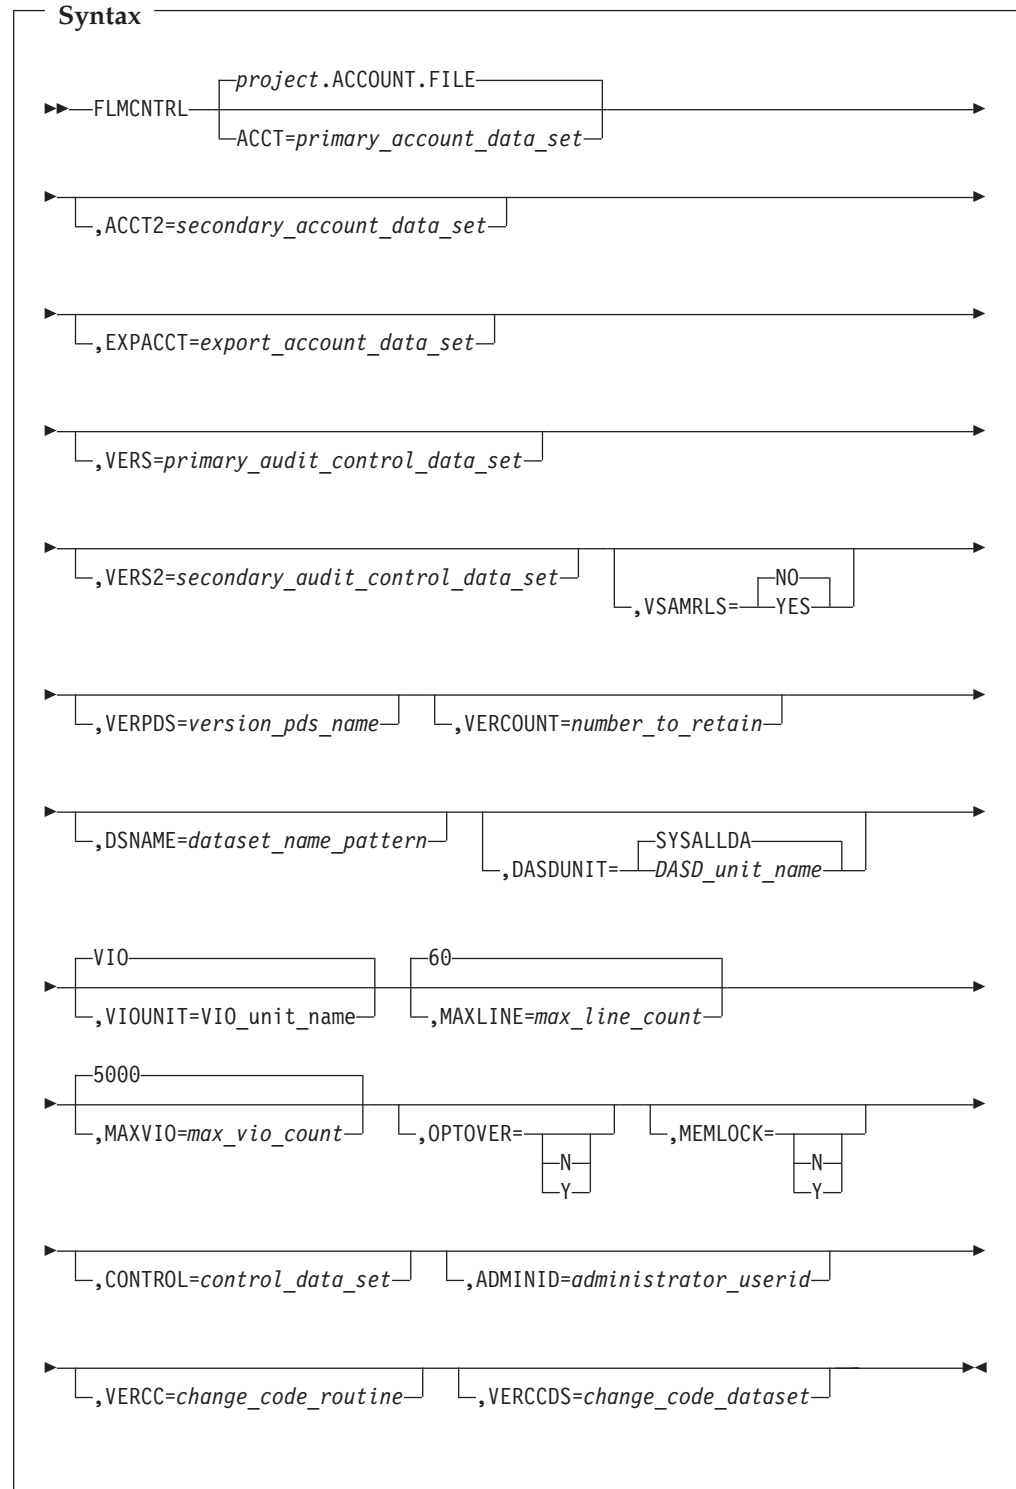 Syntax
project.ACCOUNT.FILE
FLMCNTRL
ACCT=primary_account_data_set
,ACCT2=secondary_account_data_set
,EXPACCT=export_account_data_set
,VERS=primary_audit_control_data_set
,VERS2=secondary_audit_control_data_set
NO
,VSAMRLS=
YES
,VERPDS=version_pds_name
,VERCOUNT=number_to_retain
,DSNAME=dataset_name_pattern
SYSALLDA
,DASDUNIT=
DASD_unit_name
VIO
,VIOUNIT=VIO_unit_name
60
,MAXLINE=max_line_count
5000
,MAXVIO=max_vio_count
,OPTOVER=
N
Y
,MEMLOCK=
N
Y
,CONTROL=control_data_set
,ADMINID=administrator_userid
,VERCC=change_code_routine
,VERCCDS=change_code_dataset